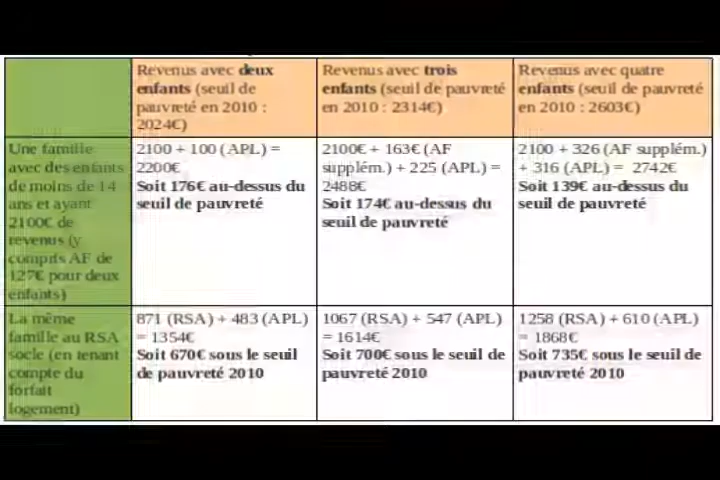 Revenus avec deux
enfants (seuil de
pauvreté en 2010 :
2024€)
Revenus avec trois
enfants (seuil de pauvreté
en 2010 : 2314€)
Revenus avec quatre
enfants (seuil de pauvreté
en 2010 : 2603€)
Une famille
avec des enfants
de moins de 14
ans et ayant
2100€ de
revenus (y
compris AF de
127€ pour deux
enfants)
2100 + 100 (APL) =
2200€
Soit 176€ au-dessus du
seuil de pauvreté
2100€ + 163€ (AF
supplém.) + 225 (APL) =
2488€
Soit 174€ au-dessus du
seuil de pauvreté
2100 + 326 (AF supplém.)
+ 316 (APL) = 2742€
Soit 139€ au-dessus du
seuil de pauvreté
La même
famille au RSA
socle (en tenant
compte du
forfait
logement)
871 (RSA) + 483 (APL)
= 1354€
Soit 670€ sous le seuil
de pauvreté 2010
1067 (RSA) + 547 (APL)
= 1614€
Soit 700€ sous le seuil de
pauvreté 2010
1258 (RSA) + 610 (APL)
= 1868€
Soit 735€ sous le seuil de
pauvreté 2010